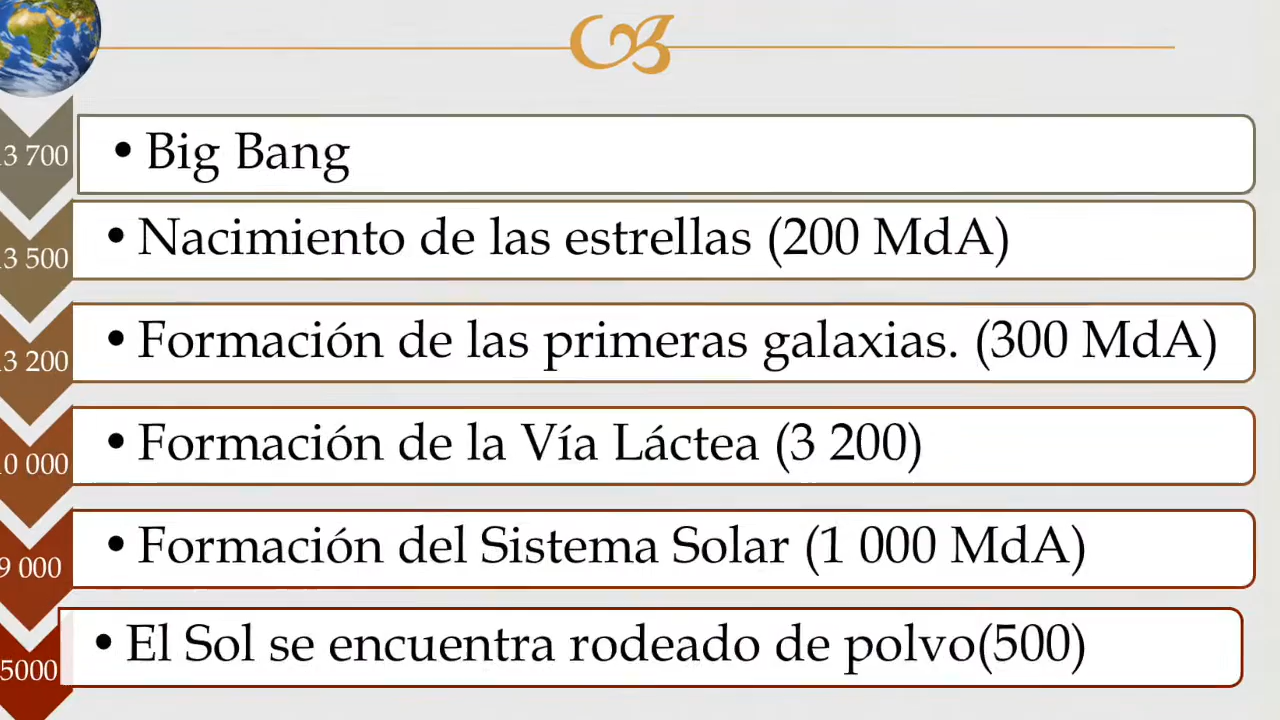 3 700
• Big Bang
3 500
• Nacimiento de las estrellas (200 MdA)
3 200
• Formación de las primeras galaxias. (300 MdA)
0 000
• Formación de la Vía Láctea (3 200)
9 000
• Formación del Sistema Solar (1 000 MdA)
5000
• El Sol se encuentra rodeado de polvo(500)